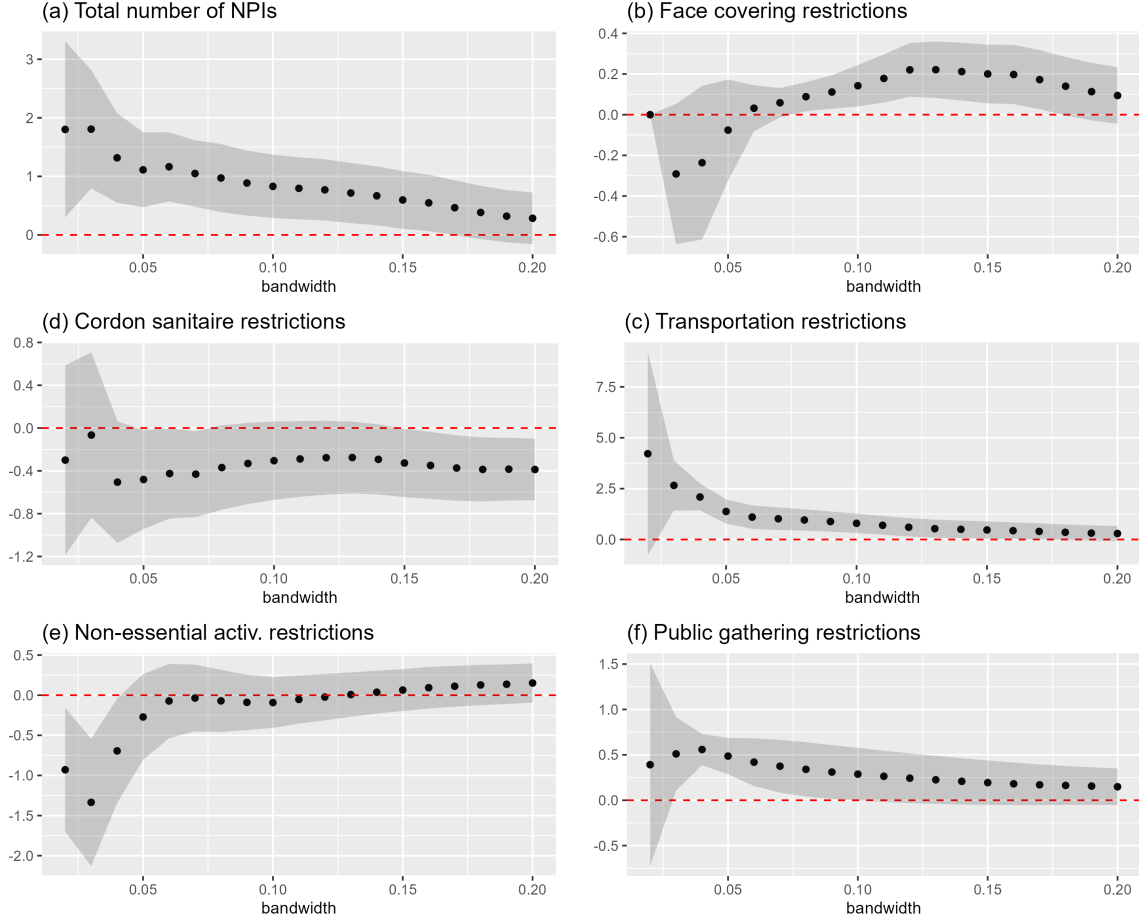 (a) Total number of NPIs
3
2
1
0
0.05 0.10 0.15 0.20
bandwidth
(b) Face covering restrictions
0.4
0.2
0.0
-0.2
-0.4
-0.6
0.05 0.10 0.15 0.20
bandwidth
(d) Cordon sanitaire restrictions
0.8
0.4
0.0
-0.4
-0.8
-1.2
0.05 0.10 0.15 0.20
bandwidth
(c) Transportation restrictions
7.5
5.0
2.5
0.0
0.05 0.10 0.15 0.20
bandwidth
(e) Non-essential activ. restrictions
0.5
0.0
-0.5
-1.0
-1.5
-2.0
0.05 0.10 0.15 0.20
bandwidth
(f) Public gathering restrictions
1.5
1.0
0.5
0.0
-0.5
0.05 0.10 0.15 0.20
bandwidth